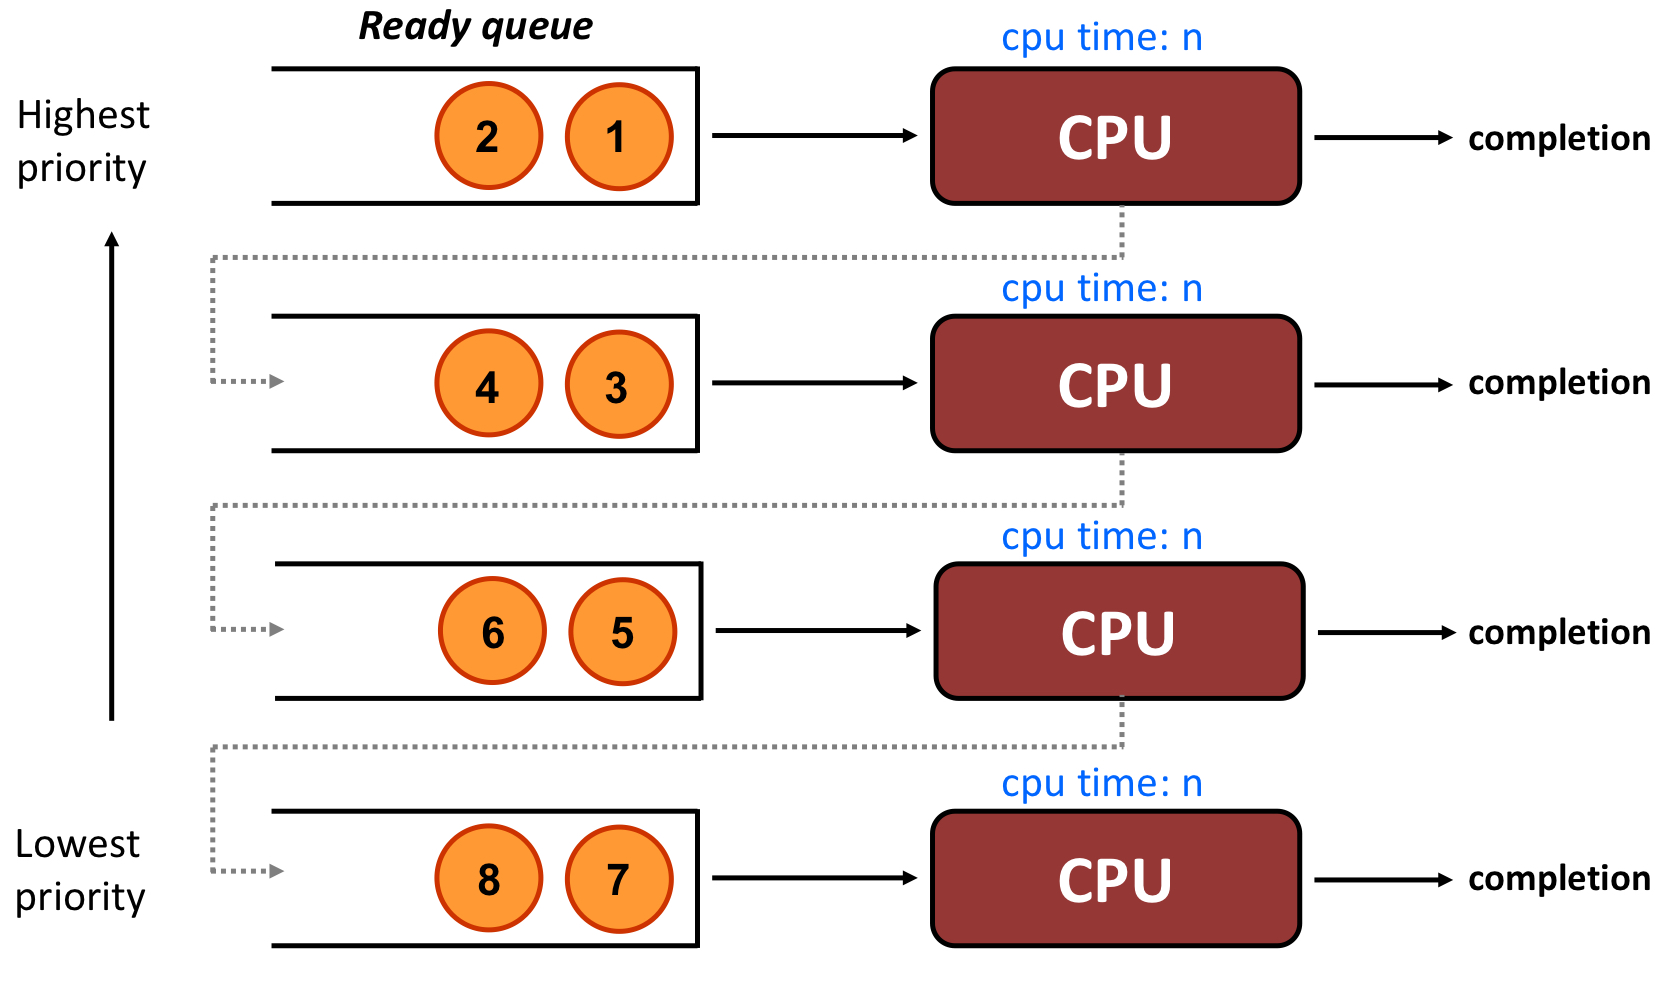 Ready queue
cpu time: n
Highest
priority
2
1
CPU
completion
cpu time: n
4
3
CPU
completion
cpu time: n
6
5
CPU
completion
cpu time: n
Lowest
priority
8
7
CPU
completion